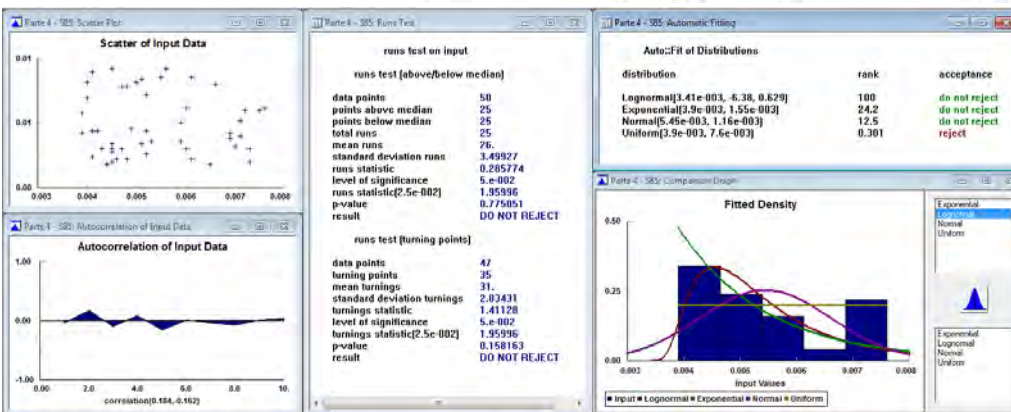 Parte 4 - SB5: Scatter Plot
Scatter of Input Data
0.01
0.01
0.00
0.003 0.004 0.005 0.006 0.007 0.008
Parte 4 - SB5: Autocorrelation of Input Data
Autocorrelation of Input Data
1.00
0.00
-1.00
0.00 2.0 4.0 6.0 8.0 10.
correlation(0.184,-0.162)
Parte 4 - SB5: Runs Test
runs test on input
runs test (above/below median)
data points 50
points above median 25
points below median 25
total runs 25
mean runs 26.
standard deviation runs 3.49927
runs statistic 0.285774
level of significance 5.e-002
runs statistic(2.5e-002) 1.95996
p-value 0.775051
result DO NOT REJECT
runs test (turning points)
data points 47
turning points 35
mean turnings 31.
standard deviation turnings 2.83431
turnings statistic 1.41128
level of significance 5.e-002
turnings statistic(2.5e-002) 1.95996
p-value 0.158163
result DO NOT REJECT
Parte 4 - SB5: Automatic Fitting
Auto::Fit of Distributions
distribution rank acceptance
Lognormal(3.41e-003, -6.38, 0.629) 100 do not reject
Exponential(3.9e-003, 1.55e-003) 24.2 do not reject
Normal(5.45e-003, 1.16e-003) 12.5 do not reject
Uniform(3.9e-003, 7.6e-003) 0.301 reject
Parte 4 - SB5: Comparison Graph
Fitted Density
0.50
0.25
0.00
0.003 0.004 0.005 0.006 0.007 0.008
Input Values
Input Lognormal Exponential Normal Uniform
Exponential
Lognormal
Normal
Uniform
Exponential
Lognormal
Normal
Uniform